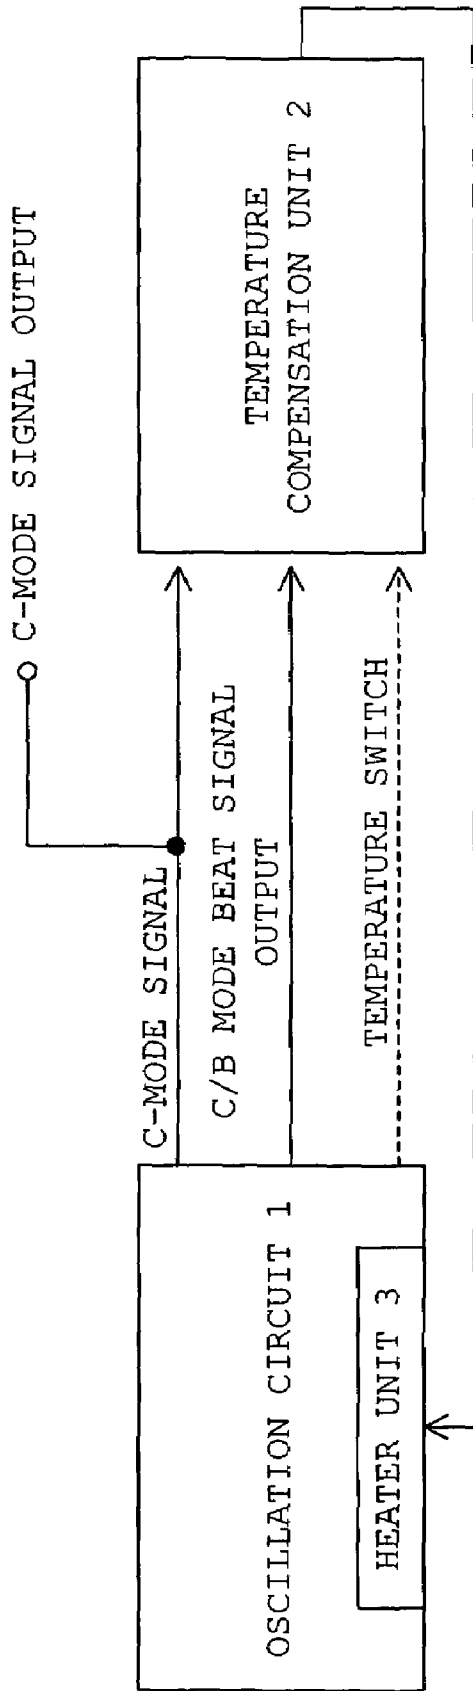 C-MODE SIGNAL OUTPUT
C-MODE SIGNAL
C/B MODE BEAT SIGNAL
OUTPUT
TEMPERATURE SWITCH
OSCILLATION CIRCUIT 1
HEATER UNIT 3
TEMPERATURE
COMPENSATION UNIT 2